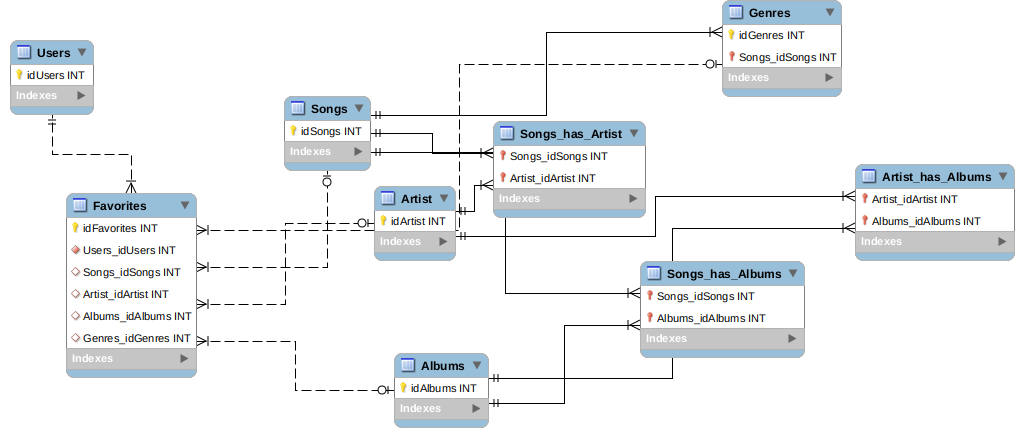 Genres
idGenres INT
Songs_idSongs INT
Indexes
Users
idUsers INT
Indexes
Songs
idSongs INT
Indexes
Songs_has_Artist
Songs_idSongs INT
Artist_idArtist INT
Indexes
Artist_has_Albums
Artist_idArtist INT
Albums_idAlbums INT
Indexes
Artist
idArtist INT
Indexes
Favorites
idFavorites INT
Users_idUsers INT
Songs_idSongs INT
Artist_idArtist INT
Albums_idAlbums INT
Genres_idGenres INT
Indexes
Songs_has_Albums
Songs_idSongs INT
Albums_idAlbums INT
Indexes
Albums
idAlbums INT
Indexes